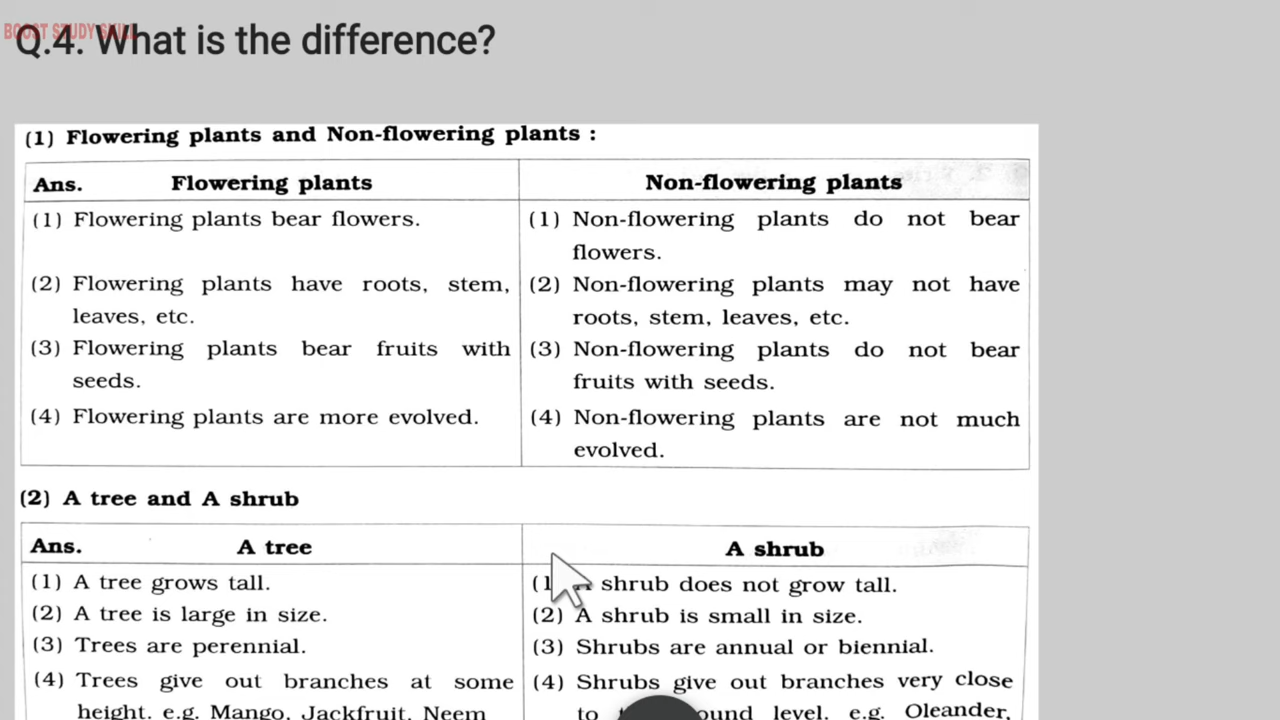 BOOST STUDY SKILL
Q.4. What is the difference?
(1) Flowering plants and Non-flowering plants :
Ans. Flowering plants Non-flowering plants
(1) Flowering plants bear flowers. (1) Non-flowering plants do not bear
flowers.
(2) Flowering plants have roots, stem, (2) Non-flowering plants may not have
leaves, etc. roots, stem, leaves, etc.
(3) Flowering plants bear fruits with (3) Non-flowering plants do not bear
seeds. fruits with seeds.
(4) Flowering plants are more evolved. (4) Non-flowering plants are not much
evolved.
(2) A tree and A shrub
Ans. A tree A shrub
(1) A tree grows tall. (1) A shrub does not grow tall.
(2) A tree is large in size. (2) A shrub is small in size.
(3) Trees are perennial. (3) Shrubs are annual or biennial.
(4) Trees give out branches at some (4) Shrubs give out branches very close
height. e.g. Mango, Jackfruit, Neem to level. e.g. Oleander,